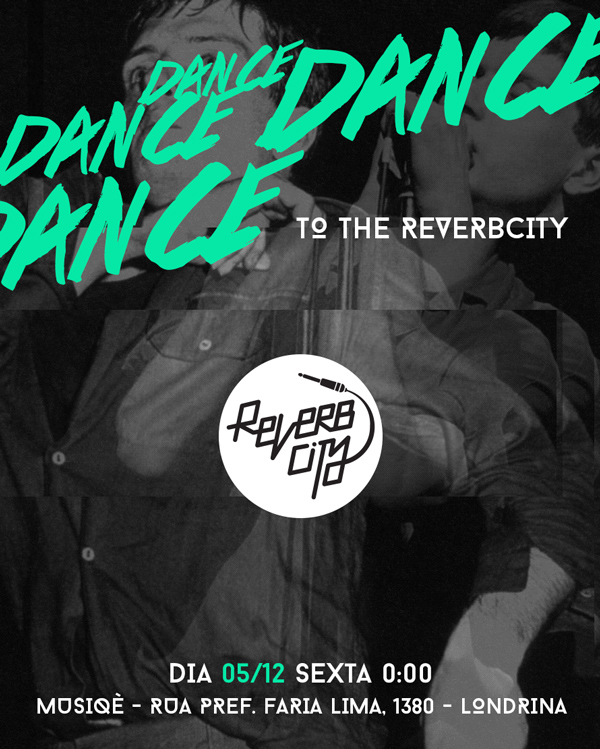 DANCE
DANCE DANCE
DANCE
TO THE REVERBCITY
REVERB
CITY
DIA 05/12 SEXTA 0:00
MUSIQÈ - RUA PREF. FARIA LIMA, 1380 - LONDRINA